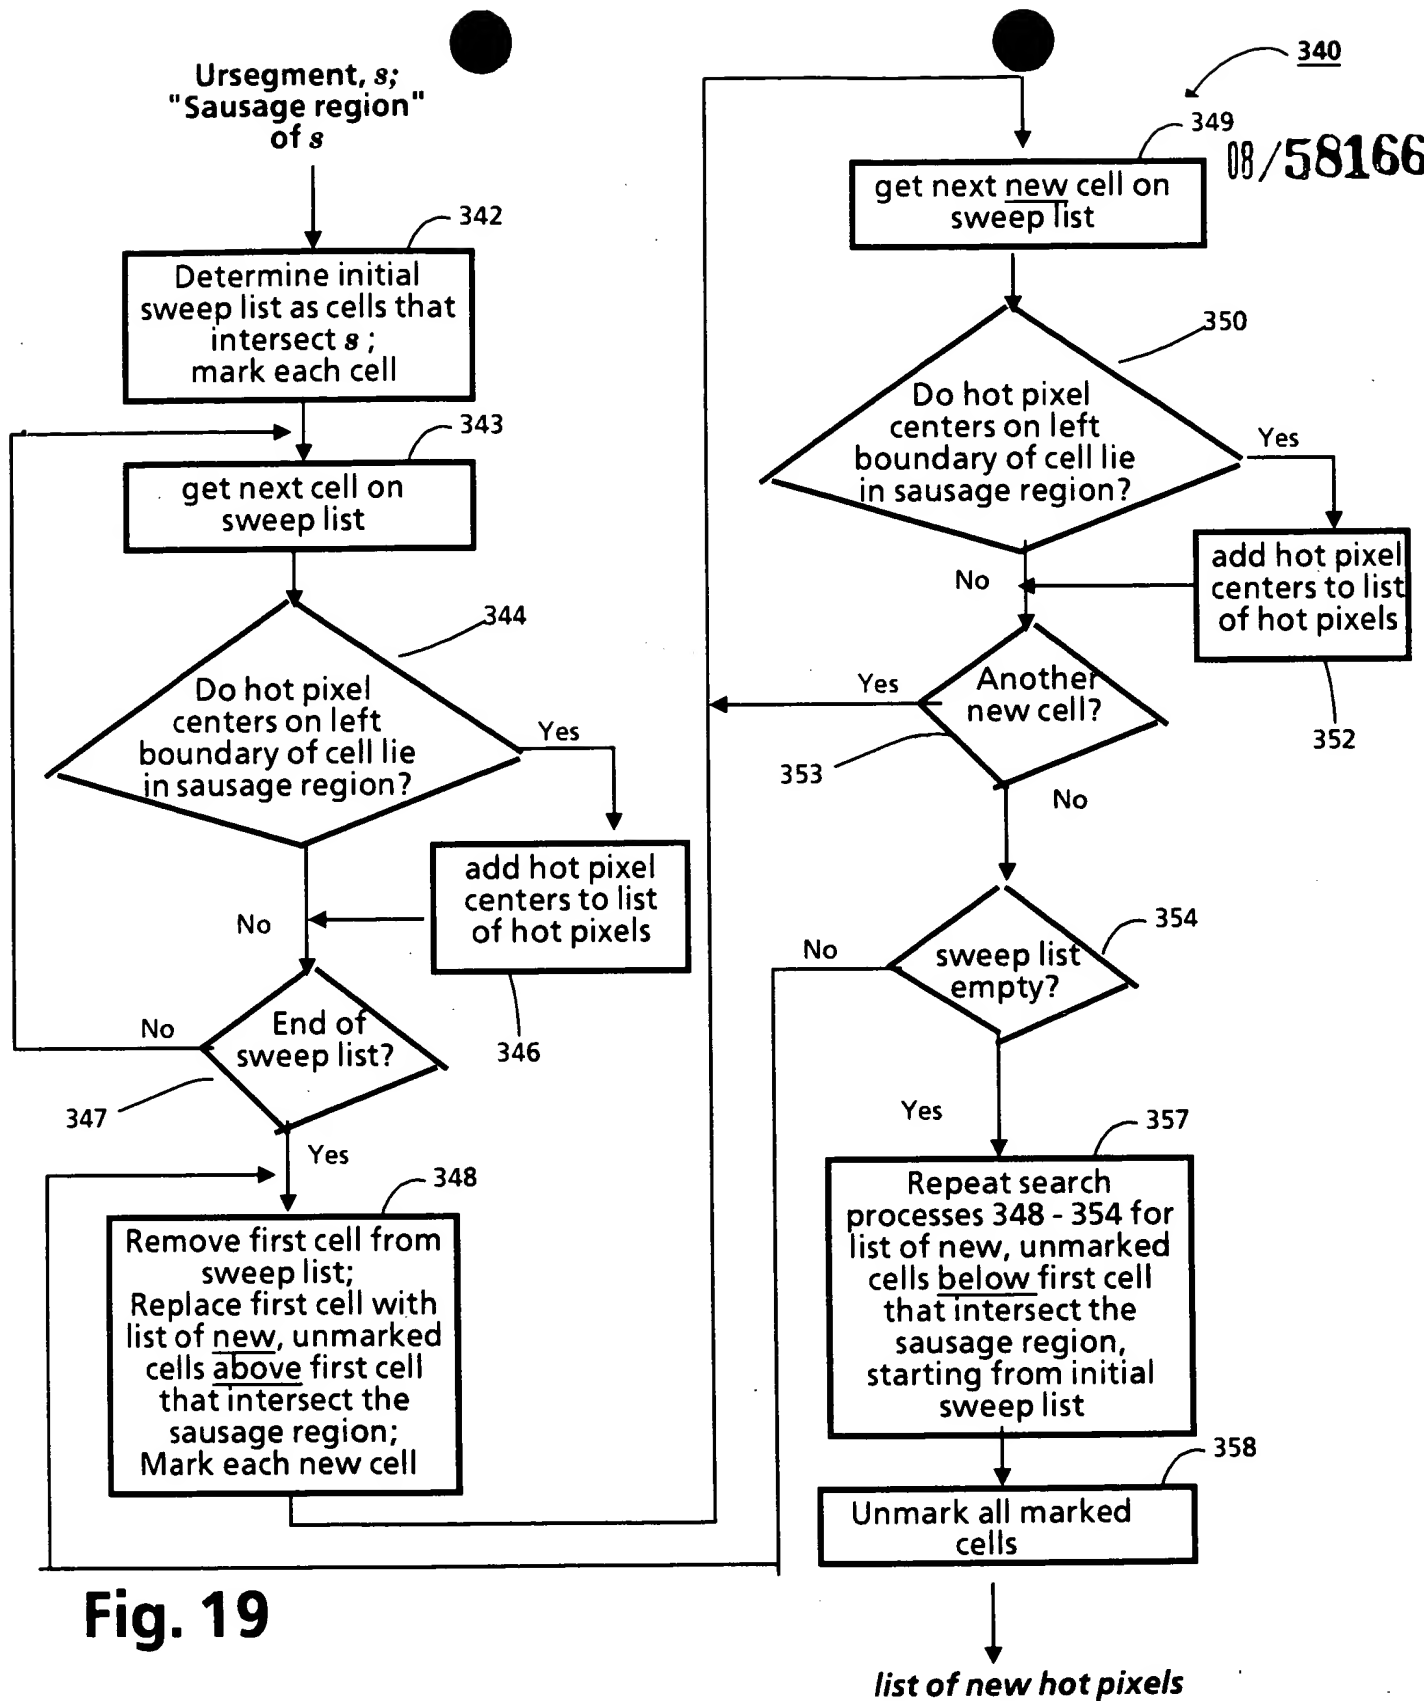 Ursegment, s;
"Sausage region"
of s
342
Determine initial
sweep list as cells that
intersect s ;
mark each cell
343
get next cell on
sweep list
344
Do hot pixel
centers on left
boundary of cell lie
in sausage region?
Yes
add hot pixel
centers to list
of hot pixels
346
No
End of
sweep list?
No
347
Yes
348
Remove first cell from
sweep list;
Replace first cell with
list of new, unmarked
cells above first cell
that intersect the
sausage region;
Mark each new cell
Fig. 19
340
349
08/58166
get next new cell on
sweep list
350
Do hot pixel
centers on left
boundary of cell lie
in sausage region?
Yes
add hot pixel
centers to list
of hot pixels
352
No
Another
new cell?
Yes
353
No
354
sweep list
empty?
No
Yes
357
Repeat search
processes 348 - 354 for
list of new, unmarked
cells below first cell
that intersect the
sausage region,
starting from initial
sweep list
358
Unmark all marked
cells
list of new hot pixels